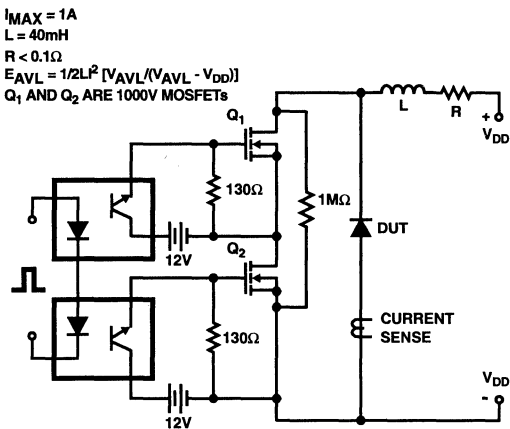 IMAX = 1A
L = 40mH
R < 0.1Ω
EAVL = 1/2LI² [VAVL/(VAVL - VDD)]
Q1 AND Q2 ARE 1000V MOSFETs
Q1
L
R
+
VDD
130Ω
1MΩ
DUT
12V
Q2
130Ω
CURRENT
SENSE
VDD
-
12V